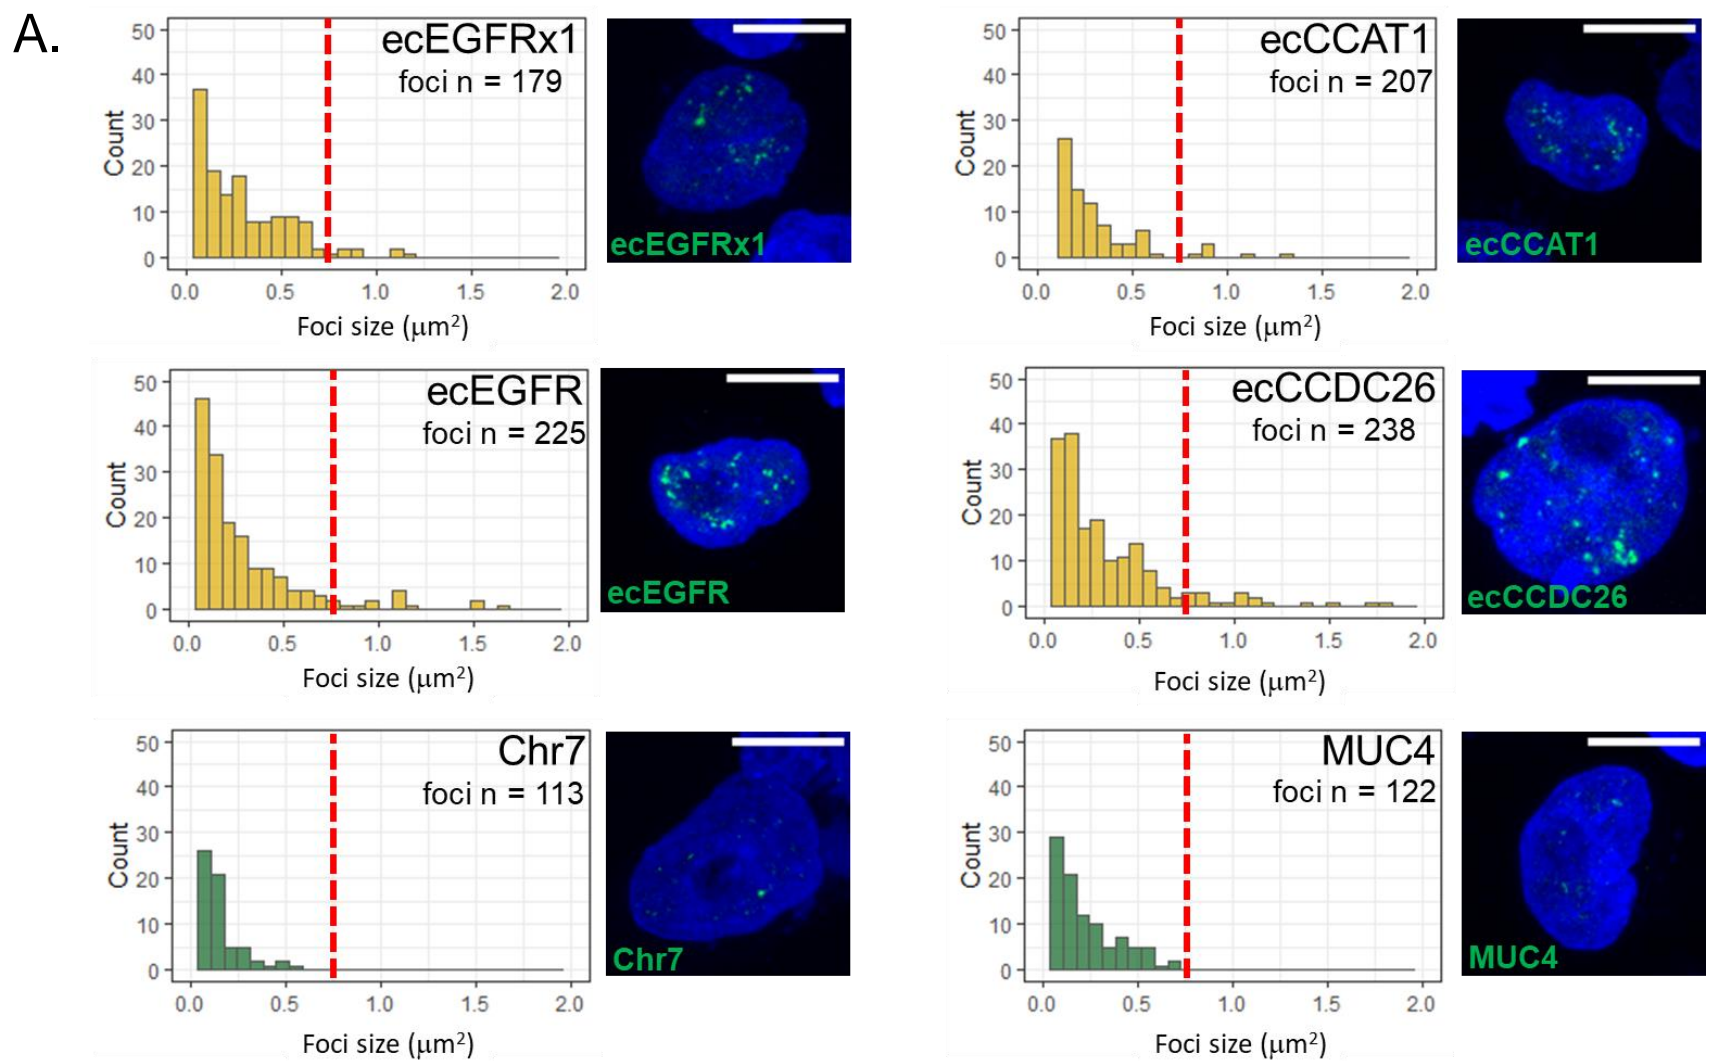 A.
ecEGFRx1
foci n = 179
50
40
30
20
10
0
Count
0.0 0.5 1.0 1.5 2.0
Foci size (μm²)
ecEGFRx1
ecCCAT1
foci n = 207
50
40
30
20
10
0
Count
0.0 0.5 1.0 1.5 2.0
Foci size (μm²)
ecCCAT1
ecEGFR
foci n = 225
50
40
30
20
10
0
Count
0.0 0.5 1.0 1.5 2.0
Foci size (μm²)
ecEGFR
ecCCDC26
foci n = 238
50
40
30
20
10
0
Count
0.0 0.5 1.0 1.5 2.0
Foci size (μm²)
ecCCDC26
Chr7
foci n = 113
50
40
30
20
10
0
Count
0.0 0.5 1.0 1.5 2.0
Foci size (μm²)
Chr7
MUC4
foci n = 122
50
40
30
20
10
0
Count
0.0 0.5 1.0 1.5 2.0
Foci size (μm²)
MUC4